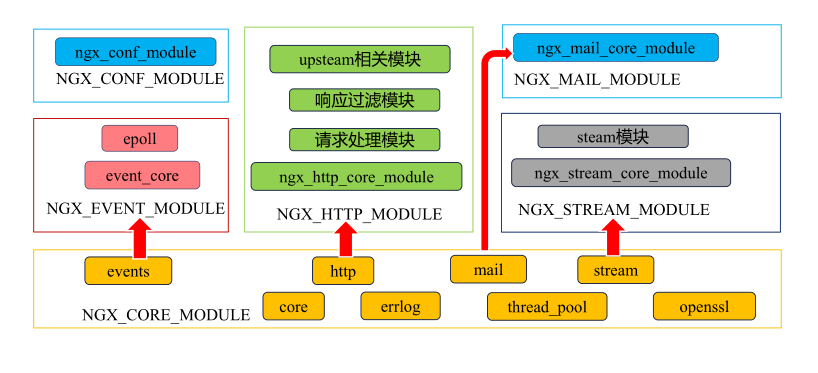 ngx_conf_module
NGX_CONF_MODULE
upsteam相关模块
响应过滤模块
请求处理模块
ngx_http_core_module
NGX_HTTP_MODULE
ngx_mail_core_module
NGX_MAIL_MODULE
epoll
event_core
NGX_EVENT_MODULE
steam模块
ngx_stream_core_module
NGX_STREAM_MODULE
events
http
mail
stream
core
errlog
thread_pool
openssl
NGX_CORE_MODULE